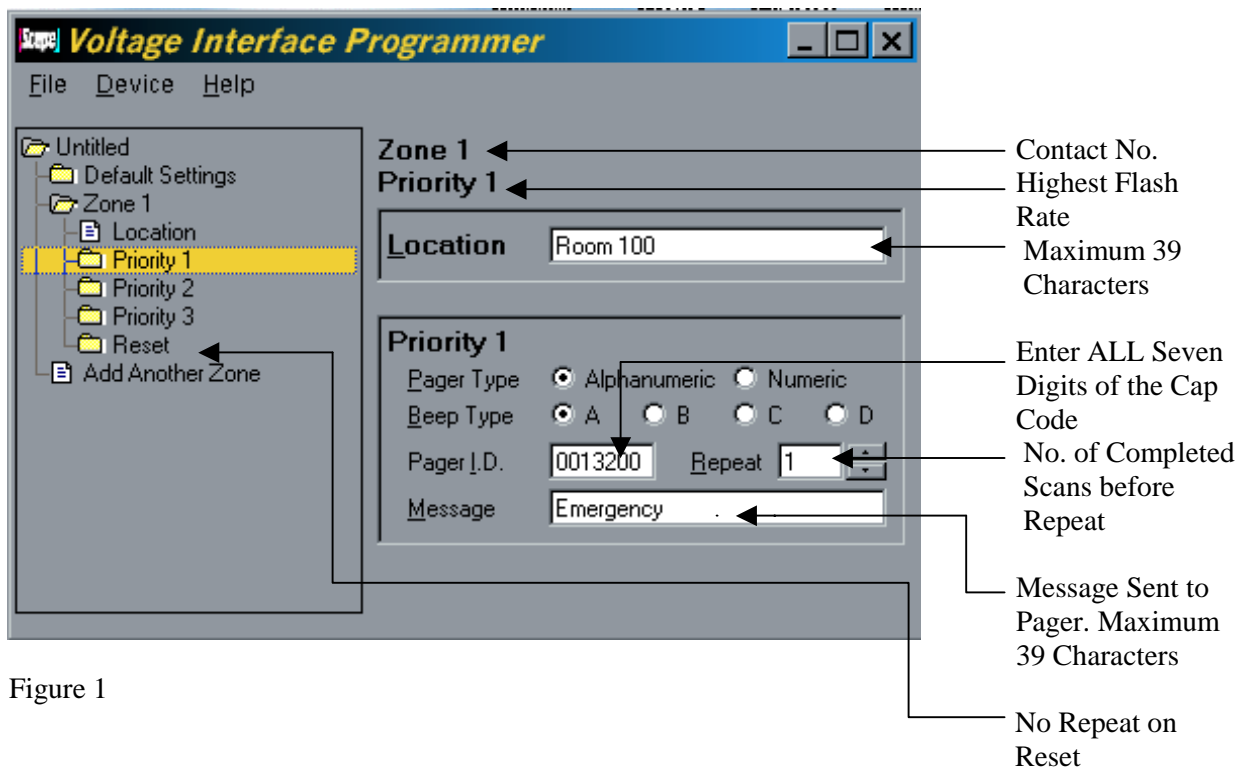 Scope Voltage Interface Programmer
File Device Help
Untitled
Default Settings
Zone 1
Location
Priority 1
Priority 2
Priority 3
Reset
Add Another Zone
Zone 1
Priority 1
Location Room 100
Priority 1
Pager Type Alphanumeric Numeric
Beep Type A B C D
Pager I.D. 0013200 Repeat 1
Message Emergency . .
Contact No.
Highest Flash
Rate
Maximum 39
Characters
Enter ALL Seven
Digits of the Cap
Code
No. of Completed
Scans before
Repeat
Message Sent to
Pager. Maximum
39 Characters
No Repeat on
Reset
Figure 1